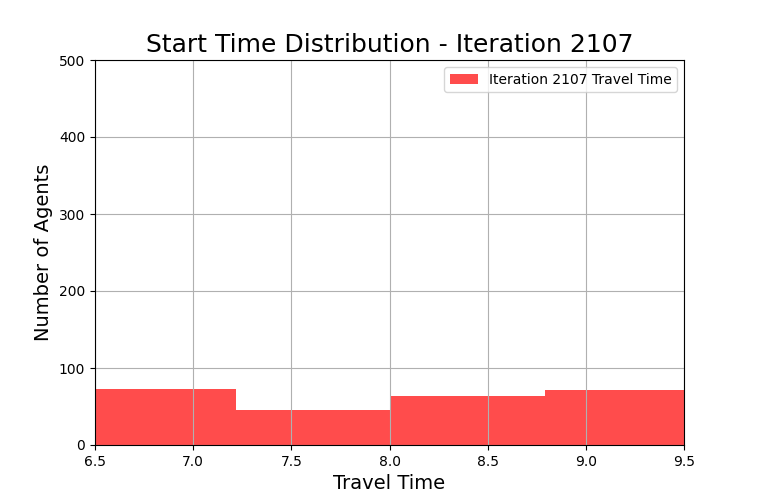 Start Time Distribution - Iteration 2107
Iteration 2107 Travel Time
Number of Agents
500
400
300
200
100
0
6.5 7.0 7.5 8.0 8.5 9.0 9.5
Travel Time